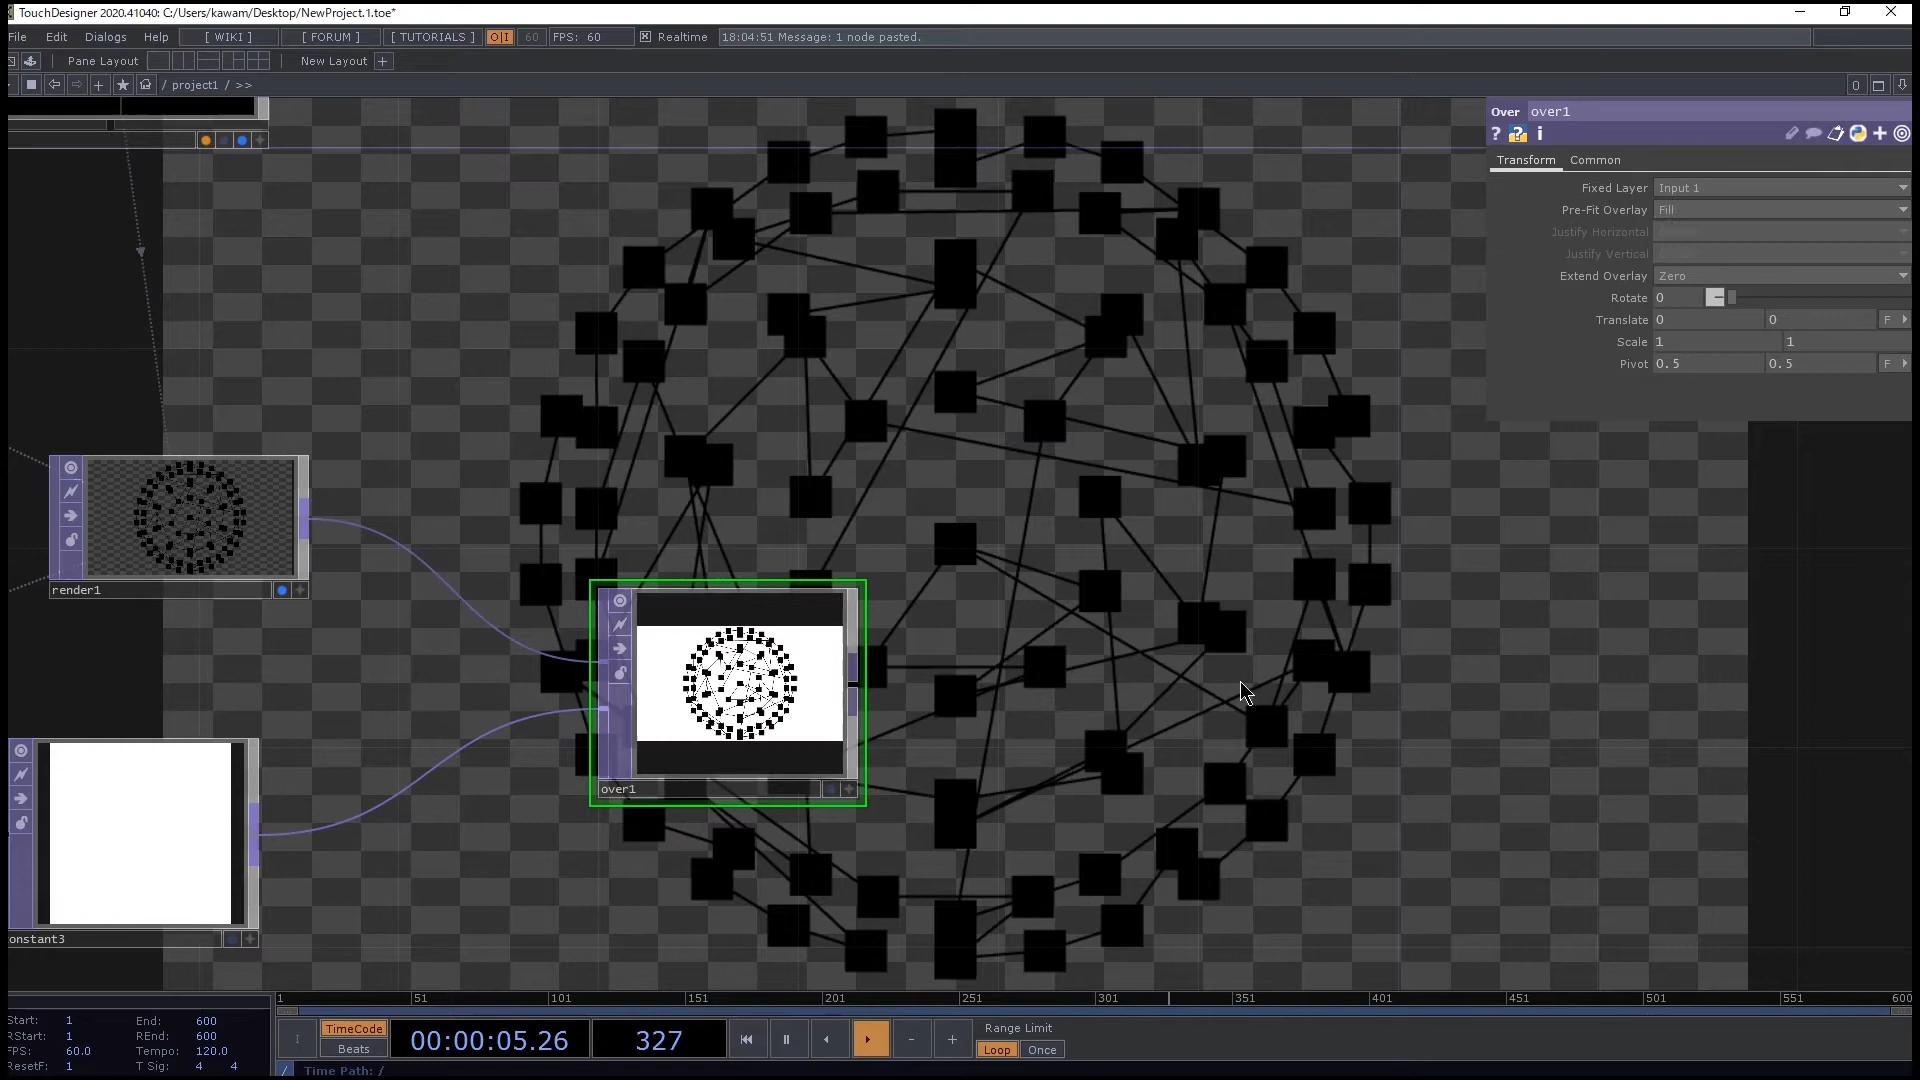 TouchDesigner 2020.41040: C:/Users/kawam/Desktop/NewProject.1.toe*
File Edit Dialogs Help [ WIKI ] [ FORUM ] [ TUTORIALS ] O|I 60 FPS: 60 Realtime 18:04:51 Message: 1 node pasted.
Pane Layout New Layout +
/ project1 / >> 0
Over over1
? ? i
Transform Common
Fixed Layer Input 1
Pre-Fit Overlay Fill
Justify Horizontal
Justify Vertical
Extend Overlay Zero
Rotate 0
Translate 0 0 F
Scale 1 1
Pivot 0.5 0.5 F
render1
over1
onstant3
1 51 101 151 201 251 301 351 401 451 501 551 600
Start: 1 End: 600
RStart: 1 REnd: 600
FPS: 60.0 Tempo: 120.0
ResetF: 1 T Sig: 4 4
TimeCode
Beats
00:00:05.26 327
Range Limit
Loop Once
/ Time Path: /